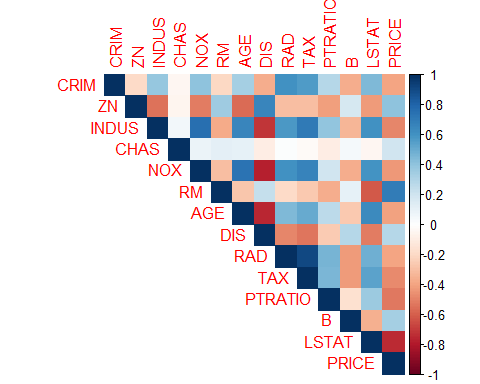 CRIM ZN INDUS CHAS NOX RM AGE DIS RAD TAX PTRATIO B LSTAT PRICE
CRIM
ZN
INDUS
CHAS
NOX
RM
AGE
DIS
RAD
TAX
PTRATIO
B
LSTAT
PRICE
1
0.8
0.6
0.4
0.2
0
-0.2
-0.4
-0.6
-0.8
-1